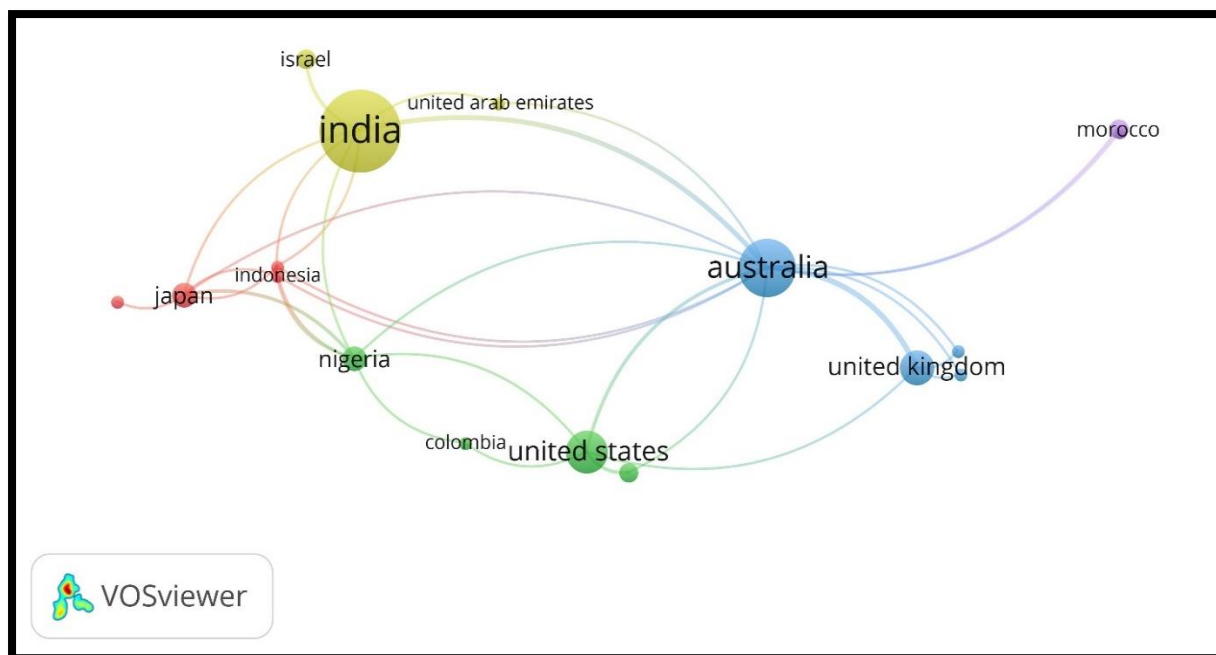 israel
united arab emirates
india
morocco
australia
indonesia
japan
nigeria
united kingdom
colombia
united states
VOSviewer